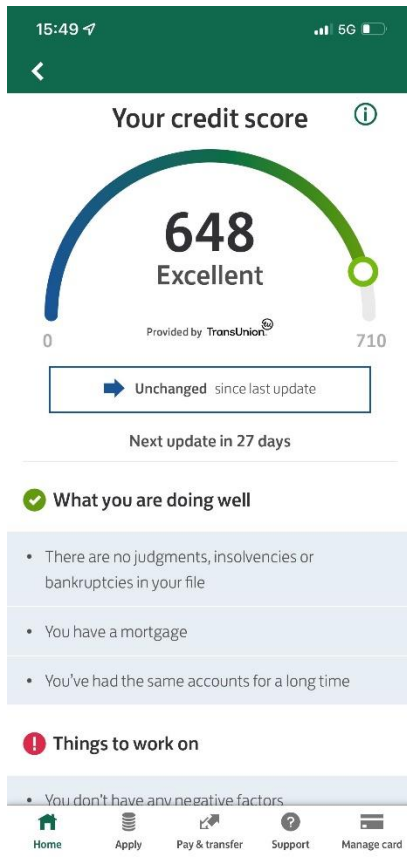 15:49 5G
Your credit score
648
Excellent
Provided by TransUnion
tu
0 710
Unchanged since last update
Next update in 27 days
What you are doing well
• There are no judgments, insolvencies or
bankruptcies in your file
• You have a mortgage
• You've had the same accounts for a long time
Things to work on
• You don't have any negative factors
Home Apply Pay & transfer Support Manage card